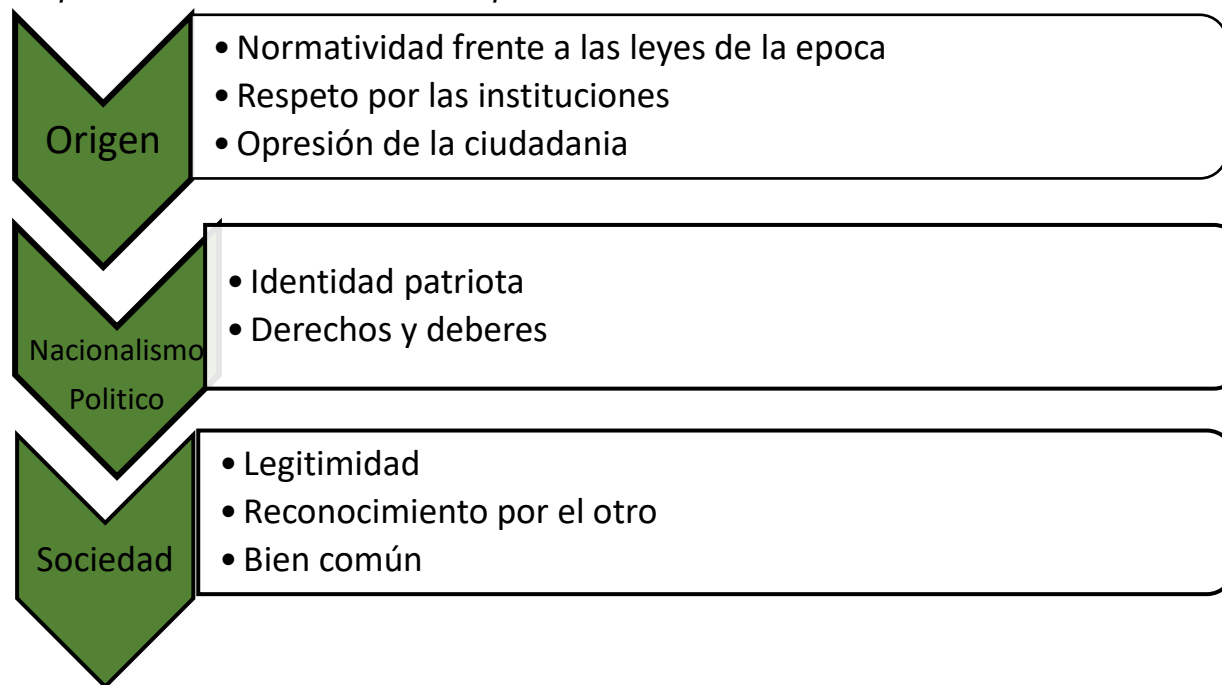 Origen
• Normatividad frente a las leyes de la epoca
• Respeto por las instituciones
• Opresión de la ciudadania
Nacionalismo
Politico
• Identidad patriota
• Derechos y deberes
Sociedad
• Legitimidad
• Reconocimiento por el otro
• Bien común